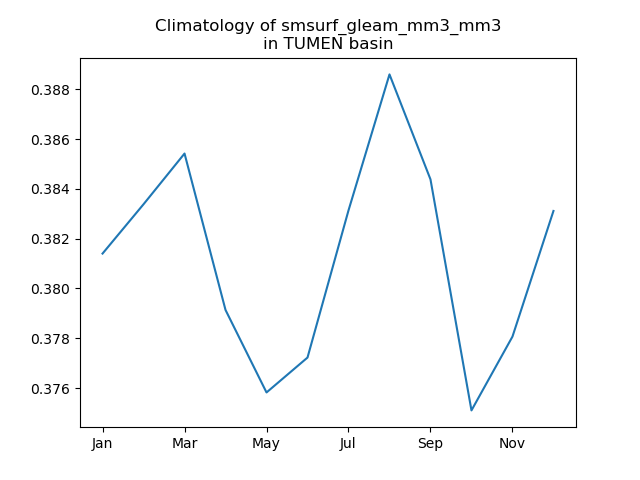 Climatology of smsurf_gleam_mm3_mm3
in TUMEN basin
0.388
0.386
0.384
0.382
0.380
0.378
0.376
Jan
Mar
May
Jul
Sep
Nov